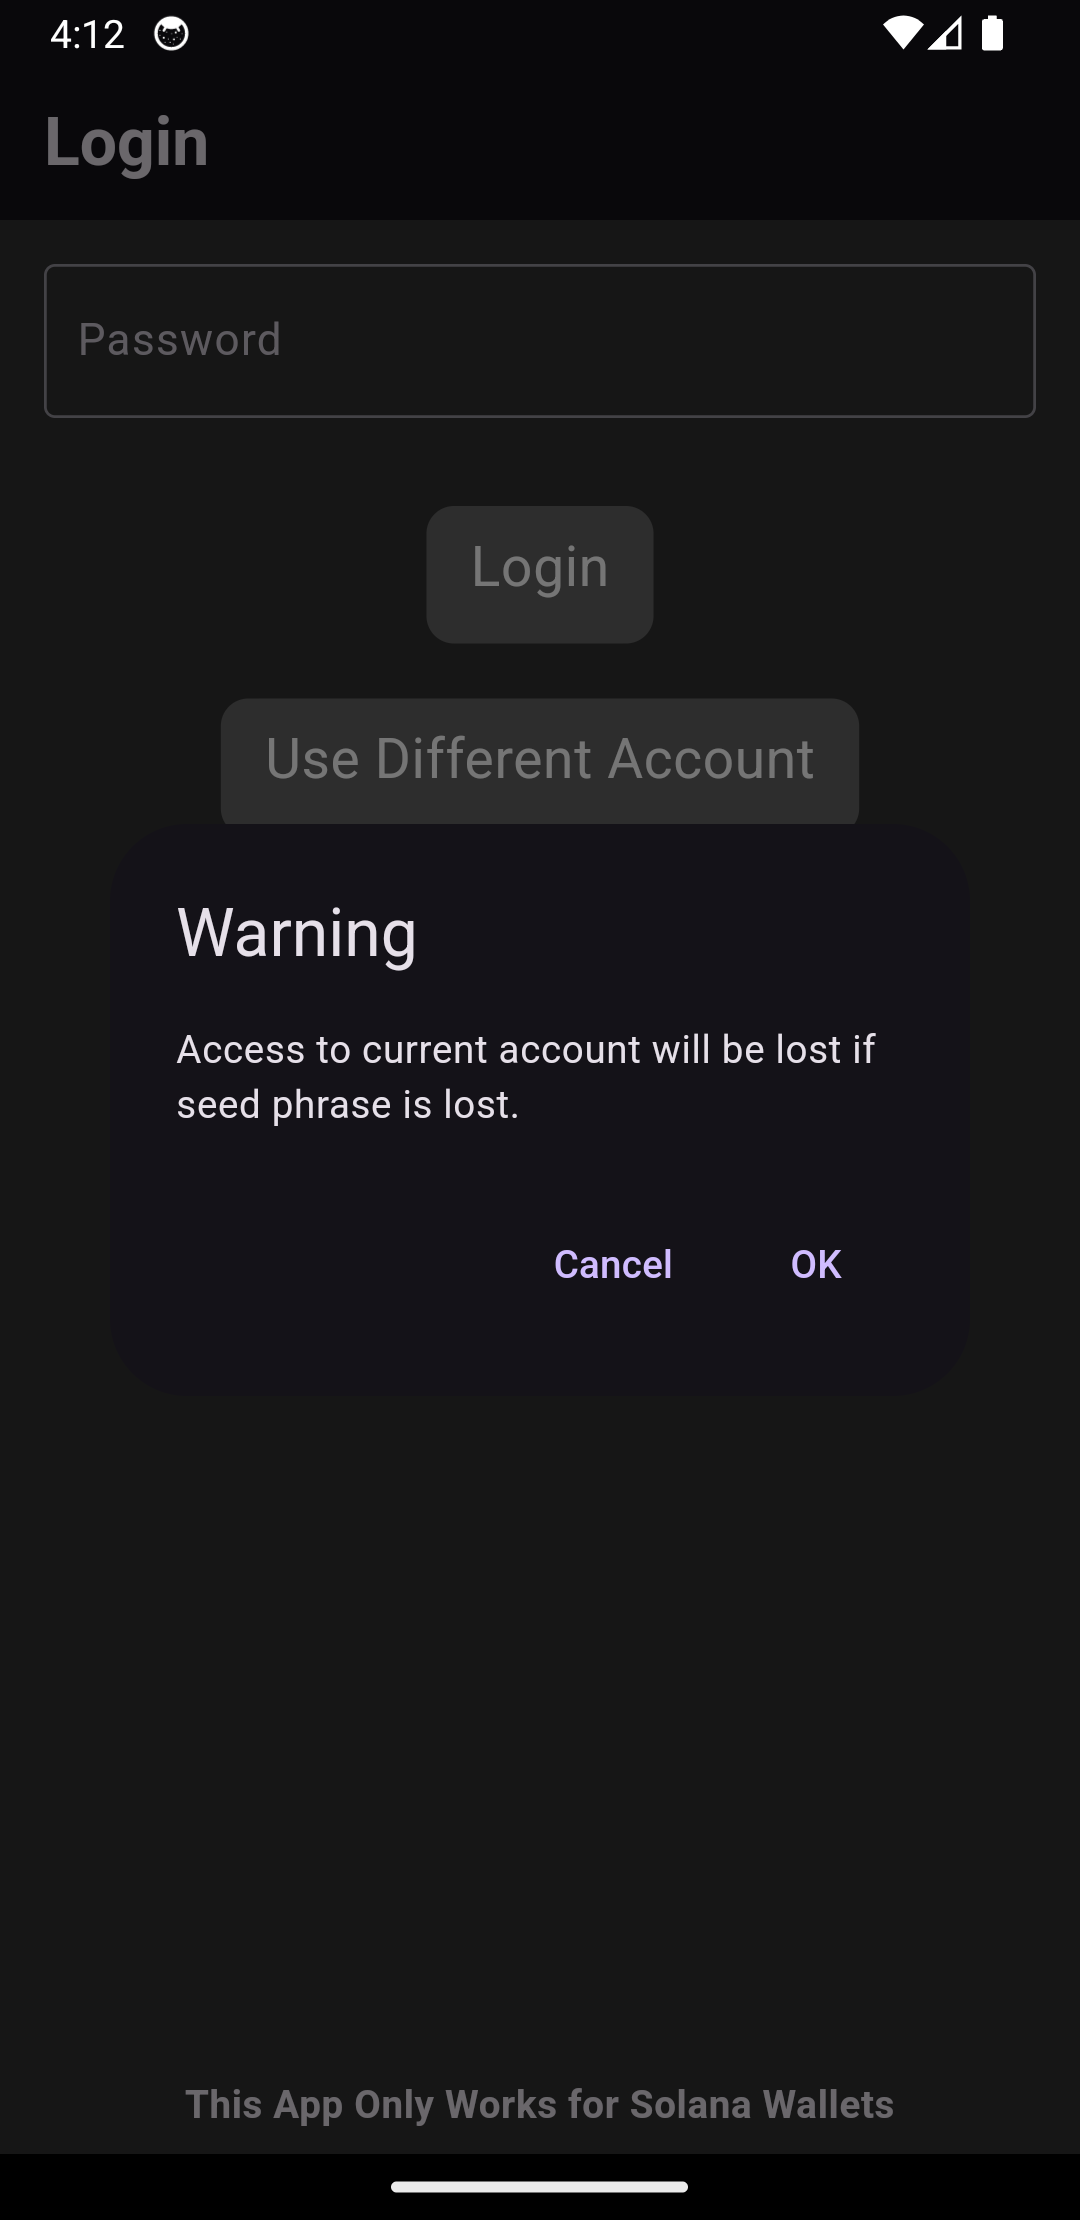 4:12
Login
Password
Login
Use Different Account
Warning
Access to current account will be lost if
seed phrase is lost.
Cancel OK
This App Only Works for Solana Wallets